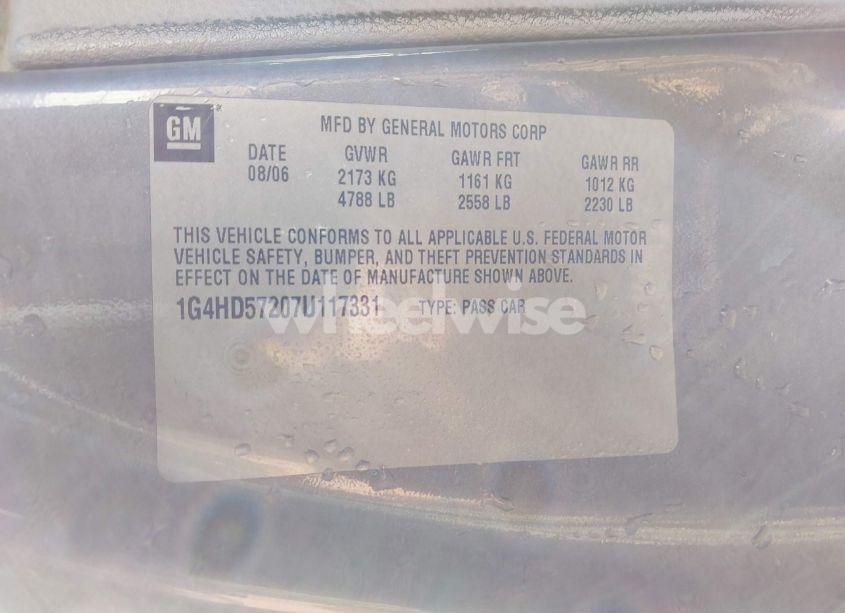 GM
MFD BY GENERAL MOTORS CORP
DATE GVWR GAWR FRT GAWR RR
08/06 2173 KG 1161 KG 1012 KG
4788 LB 2558 LB 2230 LB
THIS VEHICLE CONFORMS TO ALL APPLICABLE U.S. FEDERAL MOTOR
VEHICLE SAFETY, BUMPER, AND THEFT PREVENTION STANDARDS IN
EFFECT ON THE DATE OF MANUFACTURE SHOWN ABOVE.
1G4HD57207U117331 TYPE: PASS CAR
wheelwise